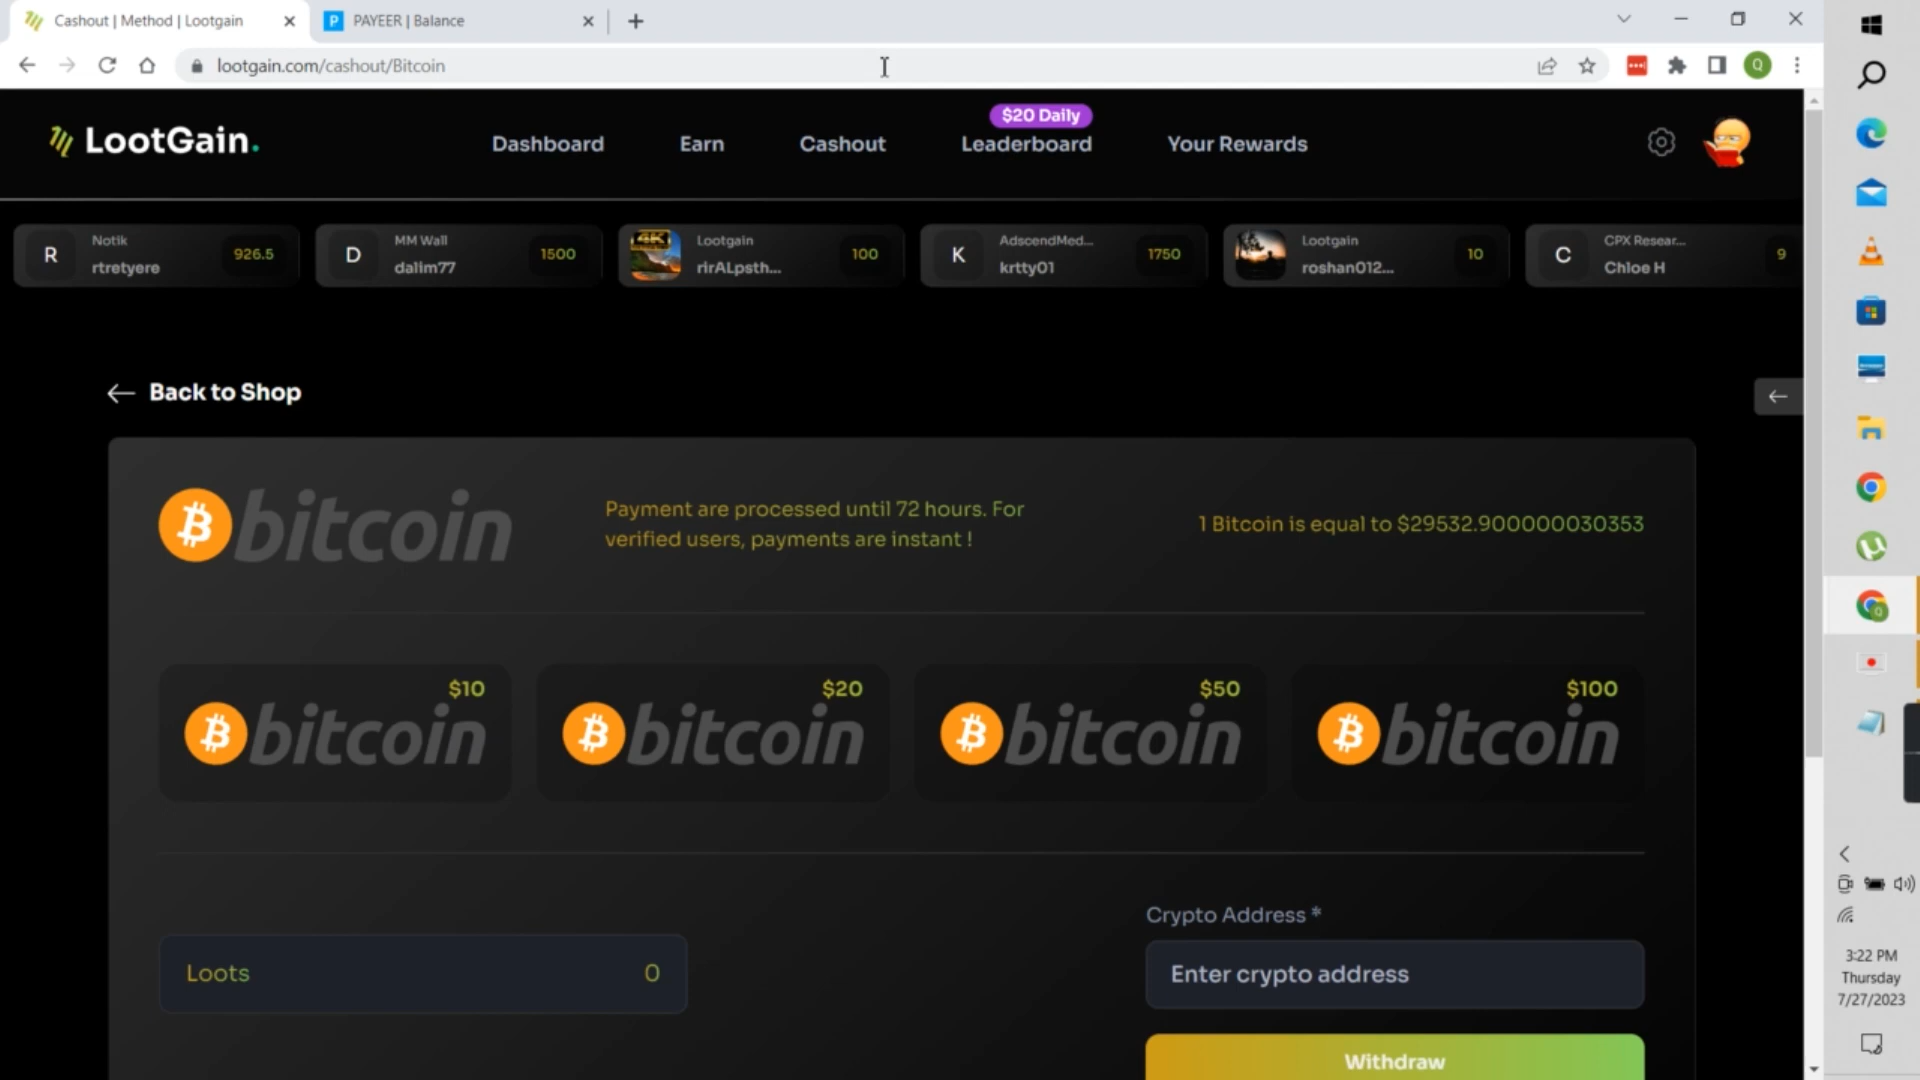 Cashout | Method | Lootgain
P PAYEER | Balance
lootgain.com/cashout/Bitcoin
Q
LootGain.
Dashboard
Earn
Cashout
$20 Daily
Leaderboard
Your Rewards
R
Notik
rtretyere
926.5
D
MM Wall
dalim77
1500
4K
Lootgain
rirALpsth...
100
K
AdscendMed...
krtty01
1750
Lootgain
roshan012...
10
C
CPX Resear...
Chloe H
9
Back to Shop
bitcoin
Payment are processed until 72 hours. For
verified users, payments are instant !
1 Bitcoin is equal to $29532.900000030353
$10
bitcoin
$20
bitcoin
$50
bitcoin
$100
bitcoin
Loots
0
Crypto Address *
Enter crypto address
Withdraw
3:22 PM
Thursday
7/27/2023